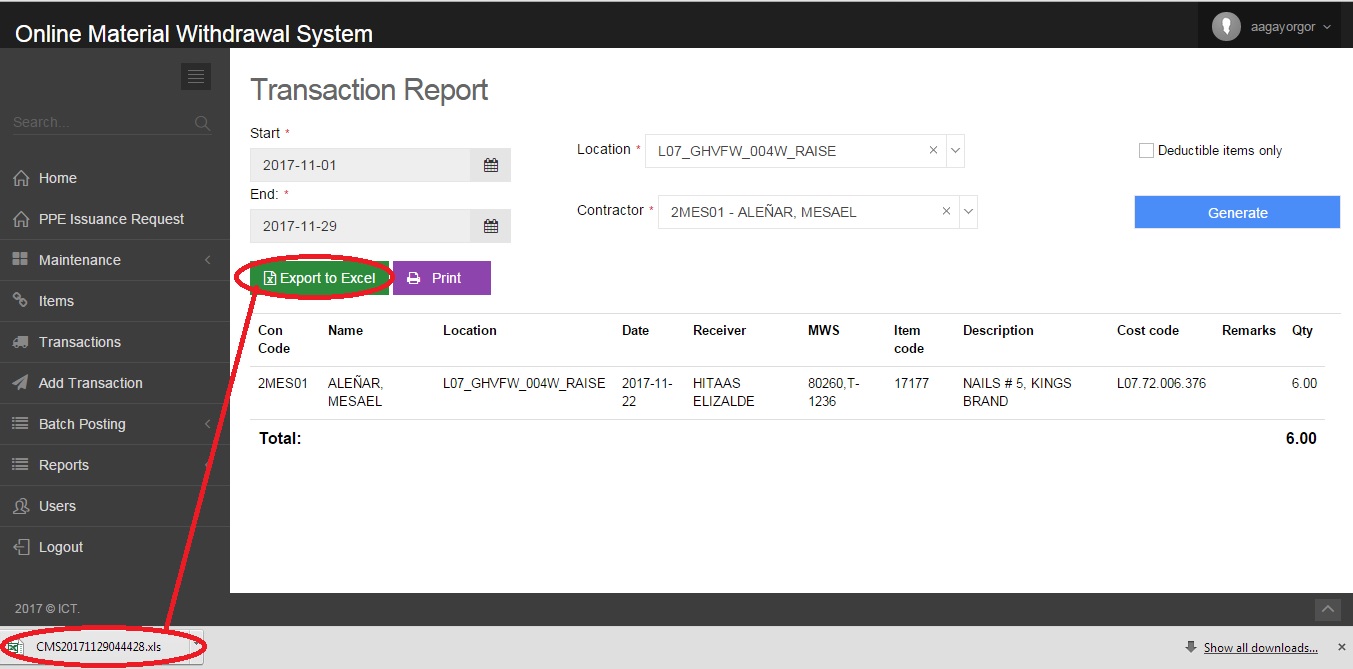 Online Material Withdrawal System
aagayorgor
Search...
Home
PPE Issuance Request
Maintenance
Items
Transactions
Add Transaction
Batch Posting
Reports
Users
Logout
2017 © ICT.
Transaction Report
Start *
2017-11-01
End: *
2017-11-29
Location *
L07_GHVFW_004W_RAISE
Contractor *
2MES01 - ALEÑAR, MESAEL
Deductible items only
Generate
Export to Excel
Print
Con Name Location Date Receiver MWS Item Description Cost code Remarks Qty
Code code
2MES01 ALEÑAR, L07_GHVFW_004W_RAISE 2017-11- HITAAS 80260,T- 17177 NAILS # 5, KINGS L07.72.006.376 6.00
MESAEL 22 ELIZALDE 1236 BRAND
Total: 6.00
CMS20171129044428.xls
Show all downloads...